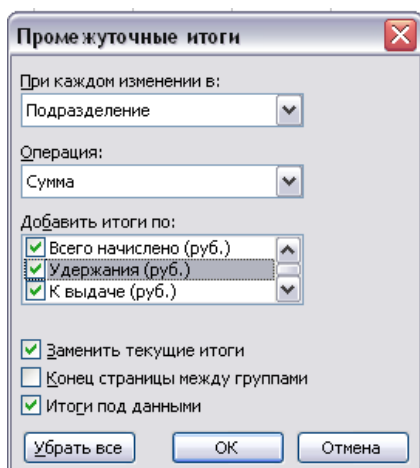 Промежуточные итоги
При каждом изменении в:
Подразделение
Операция:
Сумма
Добавить итоги по:
Всего начислено (руб.)
Удержания (руб.)
К выдаче (руб.)
Заменить текущие итоги
Конец страницы между группами
Итоги под данными
Убрать все
ОК
Отмена